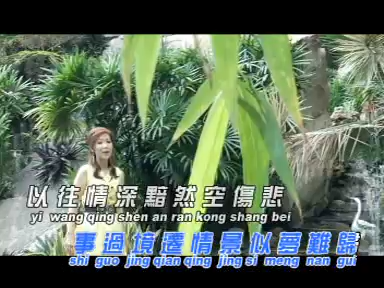 以往情深黯然空傷悲
yi wang qing shen an ran kong shang bei
事過境遷情景似夢難歸
shi guo jing qian qing jing si meng nan gui